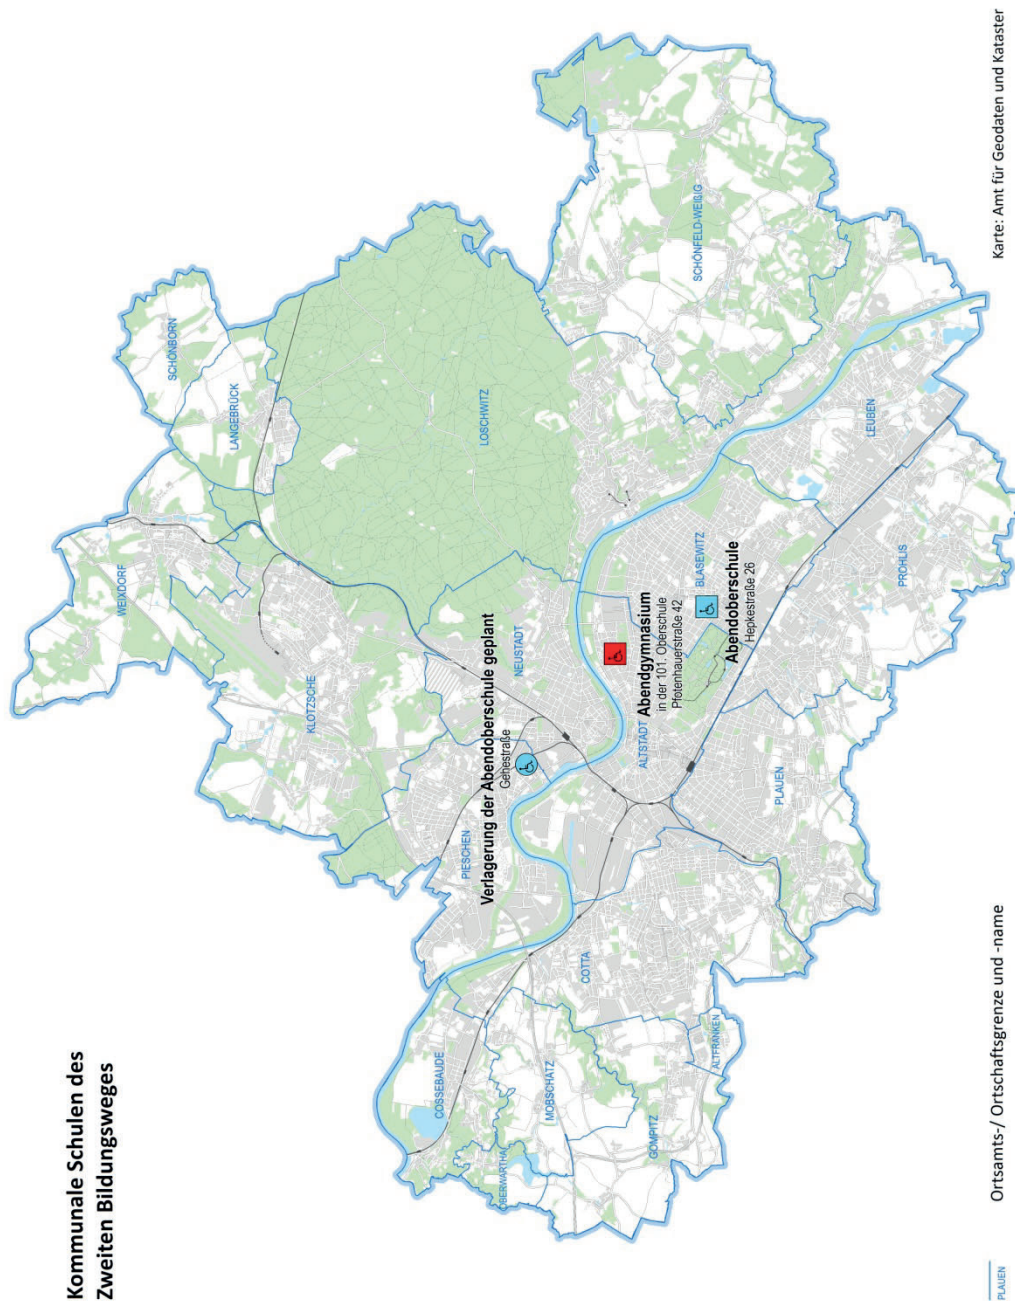 Kommunale Schulen des
Zweiten Bildungsweges
WEIXDORF
SCHÖNBORN
LANGEBRÜCK
KLOTZSCHE
LOSCHWITZ
SCHÖNFELD-WEIßIG
PIESCHEN
NEUSTADT
Verlagerung der Abendoberschule geplant
Gehestraße
COSSEBAUDE
OBERWARTHA
MOBSCHATZ
GOMPITZ
ALTFRANKEN
COTTA
ALTSTADT
Abendgymnasium
in der 101. Oberschule
Pfotenhauerstraße 42
BLASEWITZ
Abendoberschule
Hepkestraße 26
PLAUEN
PROHLIS
LEUBEN
PLAUEN
Ortsamts-/ Ortschaftsgrenze und -name
Karte: Amt für Geodaten und Kataster